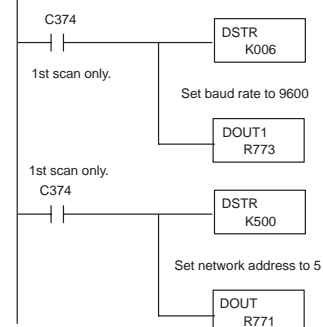 C374
DSTR
K006
1st scan only.
Set baud rate to 9600
DOUT1
R773
1st scan only.
C374
DSTR
K500
Set network address to 5
DOUT
R771